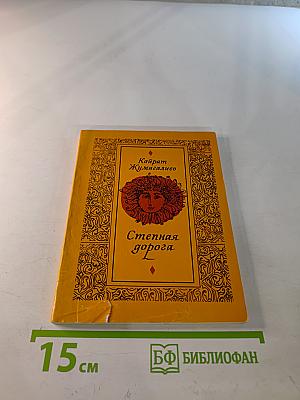 Кайрат
Жумагалиев
Степная
дорога
15 см
БФ БИБЛИОФАН